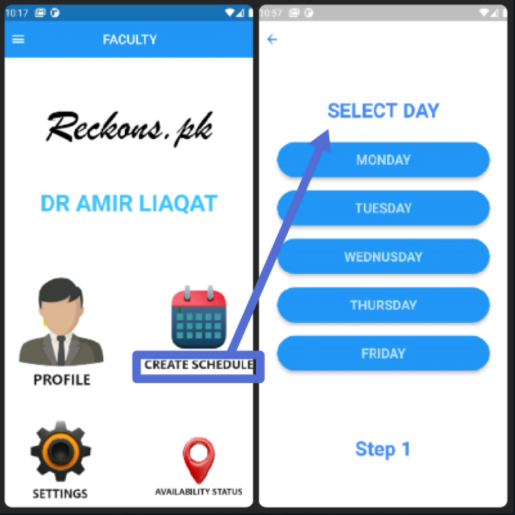 10:17
FACULTY
Reckons.pk
DR AMIR LIAQAT
PROFILE
CREATE SCHEDULE
SETTINGS
AVAILABILITY STATUS
10:57
SELECT DAY
MONDAY
TUESDAY
WEDNUSDAY
THURSDAY
FRIDAY
Step 1